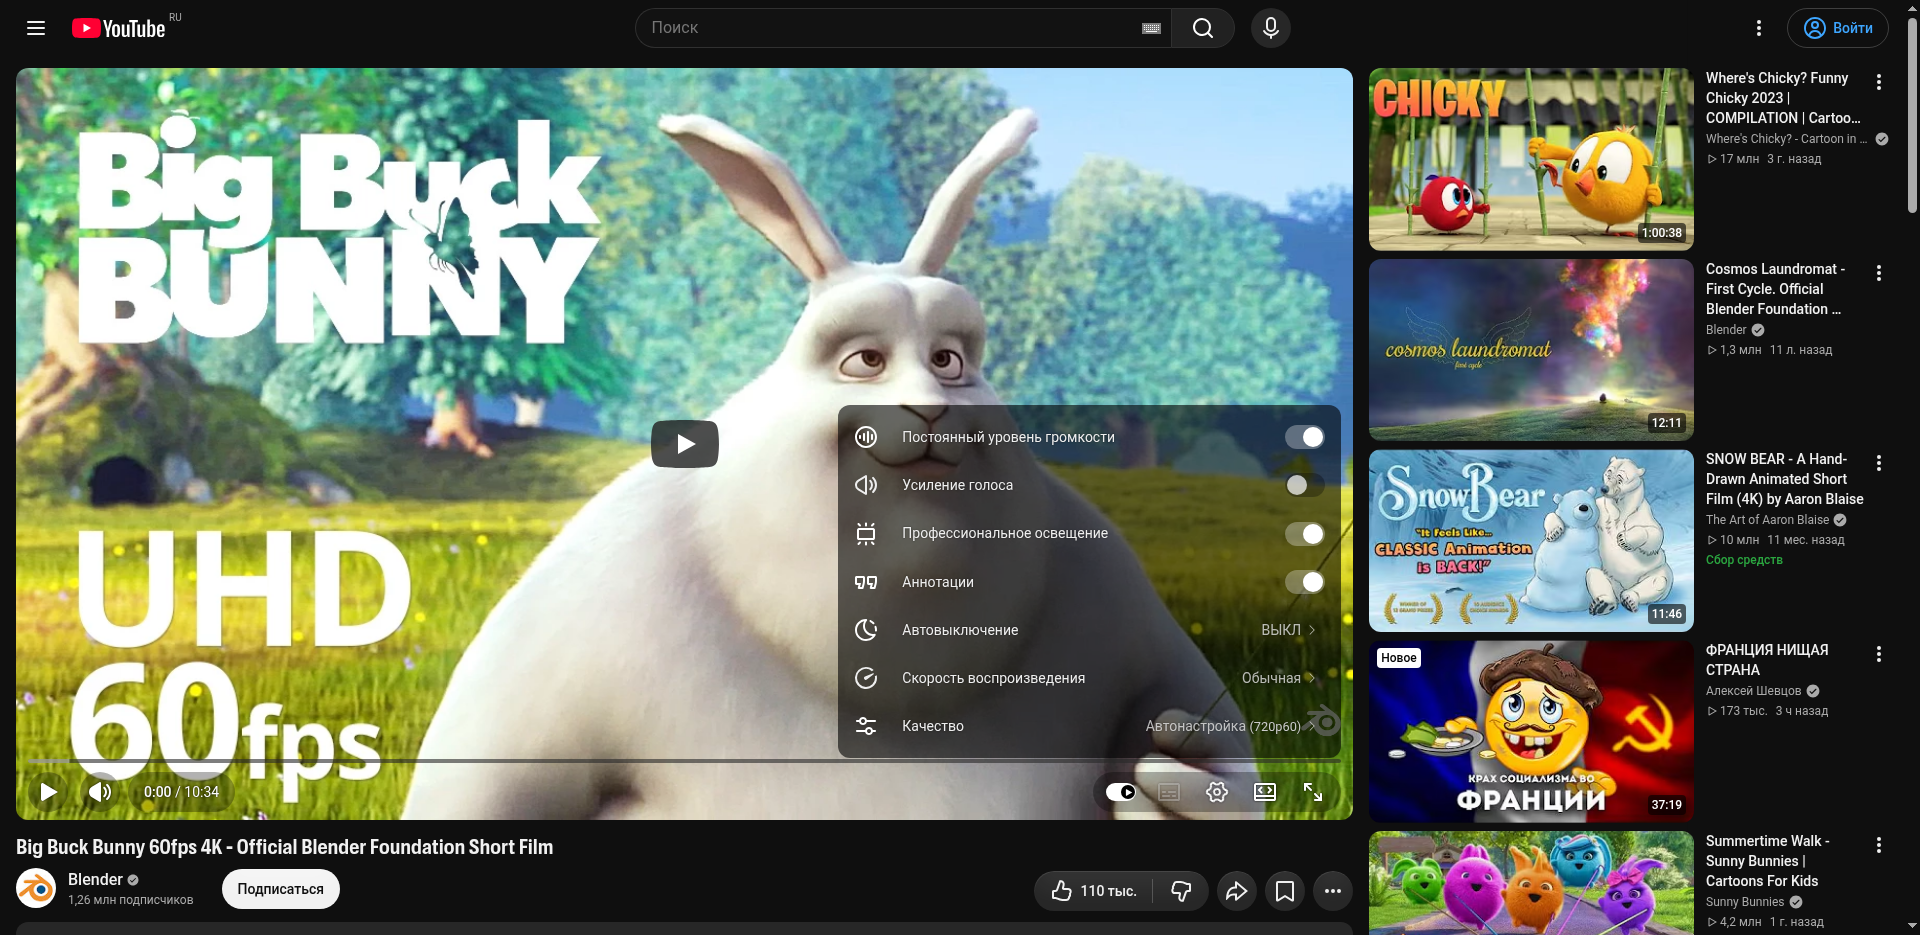 YouTube
RU
Поиск
Войти
Big Buck
BUNNY
UHD
60fps
Постоянный уровень громкости
Усиление голоса
Профессиональное освещение
Аннотации
Автовыключение
ВЫКЛ
Скорость воспроизведения
Обычная
Качество
Автонастройка (720p60)
0:00 / 10:34
Big Buck Bunny 60fps 4K - Official Blender Foundation Short Film
Blender
1,26 млн подписчиков
Подписаться
110 тыс.
CHICKY
1:00:38
Where's Chicky? Funny
Chicky 2023 |
COMPILATION | Cartoo...
Where's Chicky? - Cartoon in ...
17 млн 3 г. назад
cosmos laundromat
first cycle
12:11
Cosmos Laundromat -
First Cycle. Official
Blender Foundation ...
Blender
1,3 млн 11 л. назад
SnowBear
"It Feels Like...
CLASSIC Animation
is BACK!"
11:46
SNOW BEAR - A Hand-
Drawn Animated Short
Film (4K) by Aaron Blaise
The Art of Aaron Blaise
10 млн 11 мес. назад
Сбор средств
Новое
КРАХ СОЦИАЛИЗМА ВО
ФРАНЦИИ
37:19
ФРАНЦИЯ НИЩАЯ
СТРАНА
Алексей Шевцов
173 тыс. 3 ч назад
Summertime Walk -
Sunny Bunnies |
Cartoons For Kids
Sunny Bunnies
4,2 млн 1 г. назад